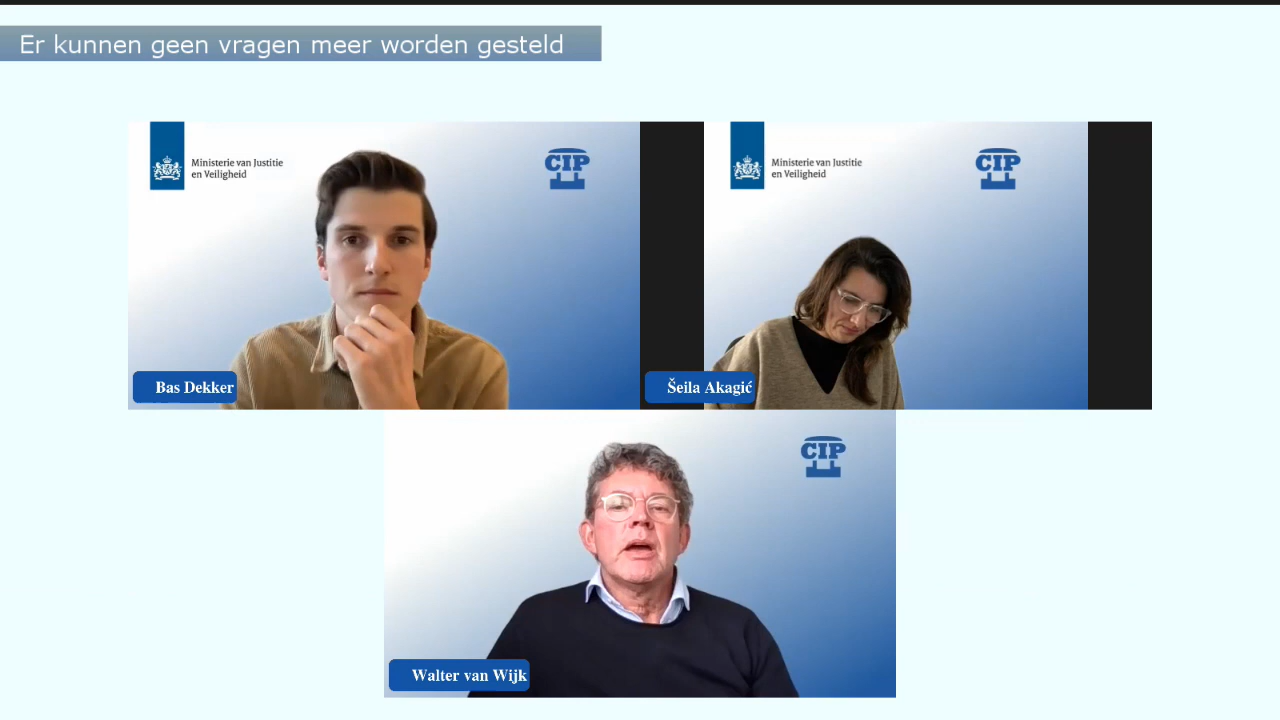 Er kunnen geen vragen meer worden gesteld
Ministerie van Justitie
en Veiligheid
CIP
Bas Dekker
Ministerie van Justitie
en Veiligheid
CIP
Šeila Akagić
CIP
Walter van Wijk